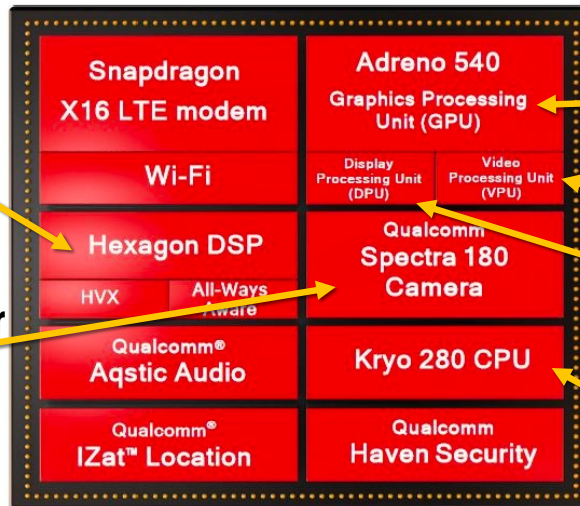 Snapdragon
X16 LTE modem
Wi-Fi
Adreno 540
Graphics Processing
Unit (GPU)
Display
Processing Unit
(DPU)
Video
Processing Unit
(VPU)
Hexagon DSP
HVX
All-Ways
Aware
Qualcomm
Spectra 180
Camera
r
Qualcomm®
Aqstic Audio
Kryo 280 CPU
Qualcomm®
IZat™ Location
Qualcomm
Haven Security